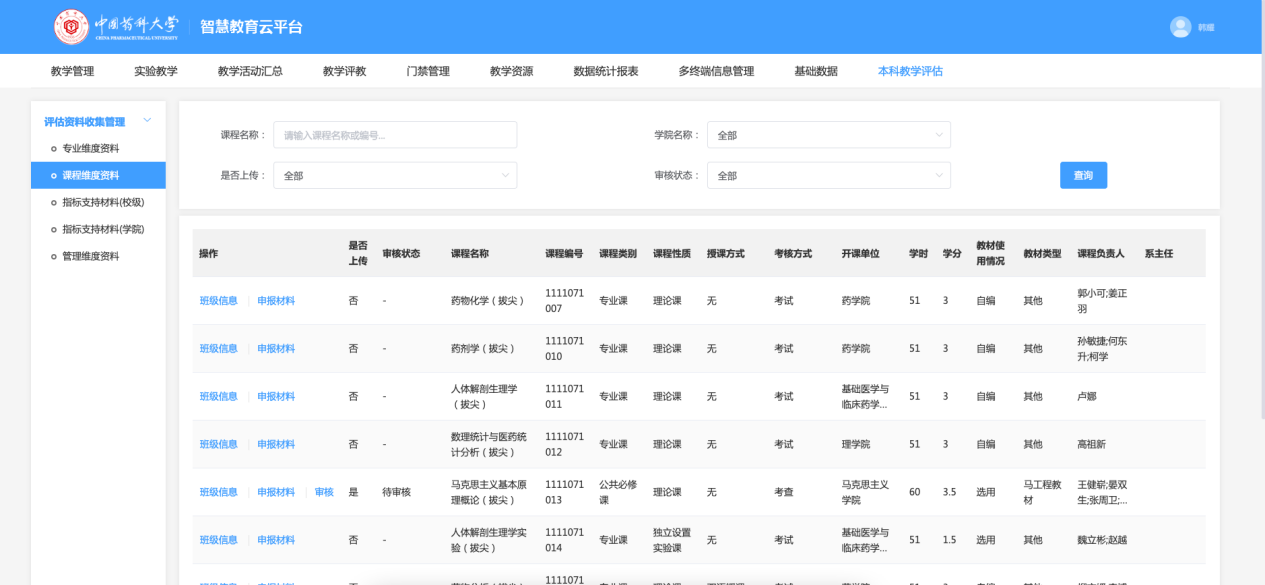 中国药科大学
CHINA PHARMACEUTICAL UNIVERSITY
智慧教育云平台
教学管理 实验教学 教学活动汇总 教学评教 门禁管理 教学资源 数据统计报表 多终端信息管理 基础数据 本科教学评估
评估资料收集管理
专业维度资料
课程维度资料
指标支持材料(校级)
指标支持材料(学院)
管理维度资料
课程名称： 请输入课程名称或编号... 学院名称： 全部
是否上传： 全部 审核状态： 全部 查询
操作 是否上传 审核状态 课程名称 课程编号 课程类别 课程性质 授课方式 考核方式 开课单位 学时 学分 教材使用情况 教材类型 课程负责人 系主任
班级信息 申报材料 否 - 药物化学（拔尖） 1111071007 专业课 理论课 无 考试 药学院 51 3 自编 其他 郭小可;姜正羽
班级信息 申报材料 否 - 药剂学（拔尖） 1111071010 专业课 理论课 无 考试 药学院 51 3 自编 其他 孙敏捷;何东升;柯学
班级信息 申报材料 否 - 人体解剖生理学（拔尖） 1111071011 专业课 理论课 无 考试 基础医学与临床药学... 51 3 自编 其他 卢娜
班级信息 申报材料 否 - 数理统计与医药统计分析（拔尖） 1111071012 专业课 理论课 无 考试 理学院 51 3 自编 其他 高祖新
班级信息 申报材料 审核 是 待审核 马克思主义基本原理概论（拔尖） 1111071013 公共必修课 理论课 无 考查 马克思主义学院 60 3.5 选用 马工程教材 王健崭;晏双生;张周卫;...
班级信息 申报材料 否 - 人体解剖生理学实验（拔尖） 1111071014 专业课 独立设置实验课 无 考试 基础医学与临床药学... 51 1.5 选用 其他 魏立彬;赵越
1111071